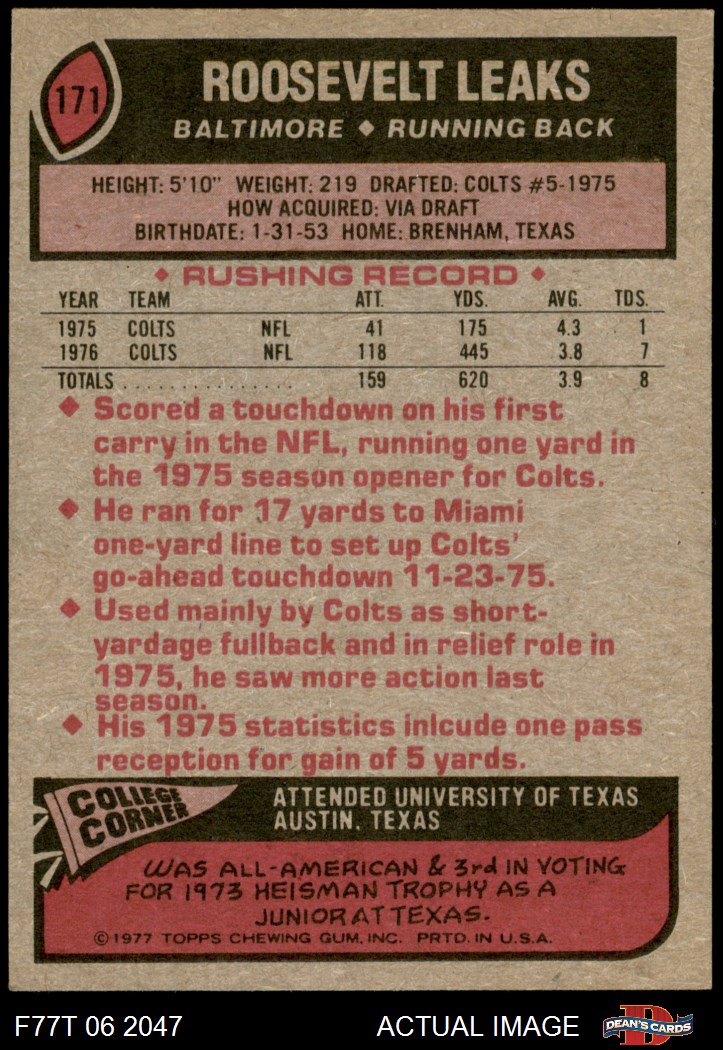 171
ROOSEVELT LEAKS
BALTIMORE ◆ RUNNING BACK
HEIGHT: 5'10" WEIGHT: 219 DRAFTED: COLTS #5-1975
HOW ACQUIRED: VIA DRAFT
BIRTHDATE: 1-31-53 HOME: BRENHAM, TEXAS
◆ RUSHING RECORD ◆
YEAR TEAM ATT. YDS. AVG. TDS.
1975 COLTS NFL 41 175 4.3 1
1976 COLTS NFL 118 445 3.8 7
TOTALS . . . . . . . . . . . . . . . 159 620 3.9 8
◆ Scored a touchdown on his first
carry in the NFL, running one yard in
the 1975 season opener for Colts.
◆ He ran for 17 yards to Miami
one-yard line to set up Colts'
go-ahead touchdown 11-23-75.
◆ Used mainly by Colts as short-
yardage fullback and in relief role in
1975, he saw more action last
season.
◆ His 1975 statistics inlcude one pass
reception for gain of 5 yards.
COLLEGE
CORNER
ATTENDED UNIVERSITY OF TEXAS
AUSTIN, TEXAS
WAS ALL-AMERICAN & 3rd IN VOTING
FOR 1973 HEISMAN TROPHY AS A
JUNIOR AT TEXAS.
©1977 TOPPS CHEWING GUM, INC. PRTD. IN U.S.A.
F77T 06 2047 ACTUAL IMAGE
D
DEAN'S CARDS